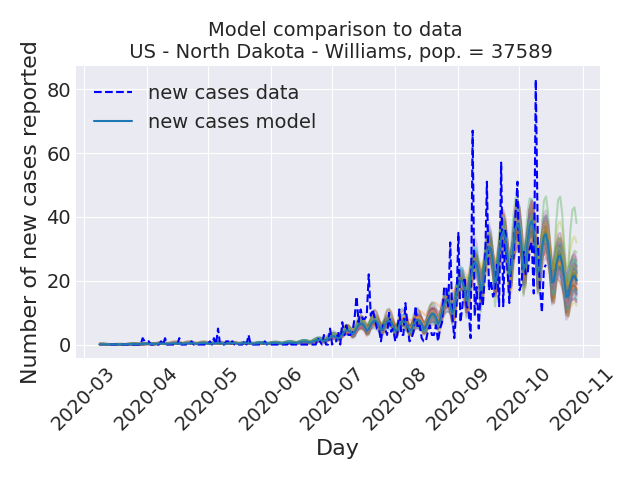 Model comparison to data
US - North Dakota - Williams, pop. = 37589
Number of new cases reported
80
60
40
20
0
new cases data
new cases model
2020-03
2020-04
2020-05
2020-06
2020-07
2020-08
2020-09
2020-10
2020-11
Day